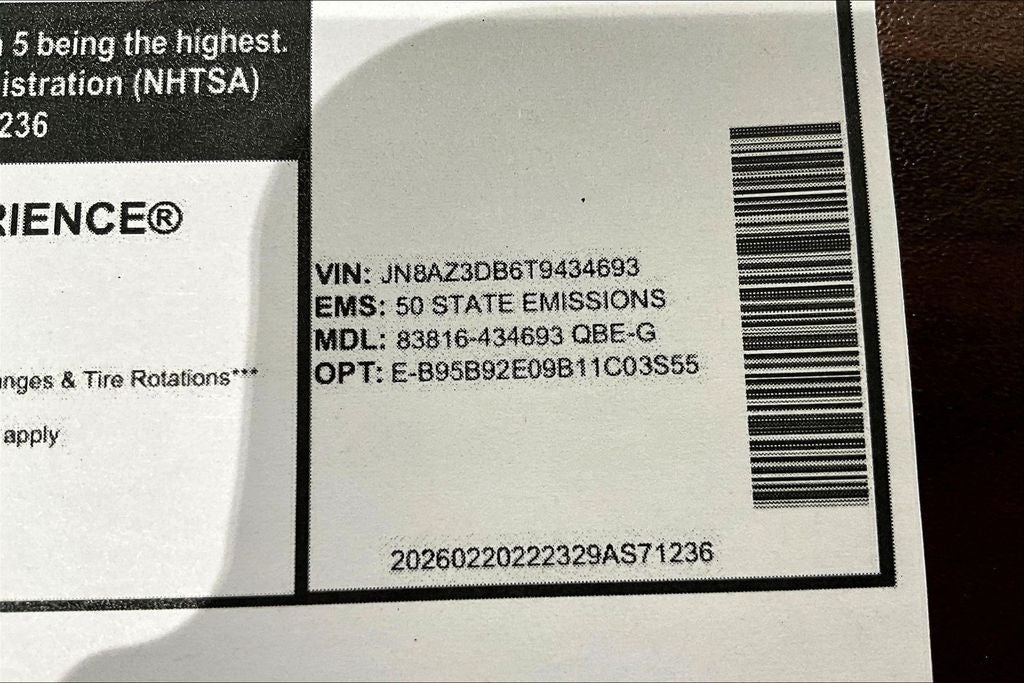 5 being the highest.
istration (NHTSA)
236
RIENCE®
nges & Tire Rotations***
apply
VIN: JN8AZ3DB6T9434693
EMS: 50 STATE EMISSIONS
MDL: 83816-434693 QBE-G
OPT: E-B95B92E09B11C03S55
20260220222329AS71236